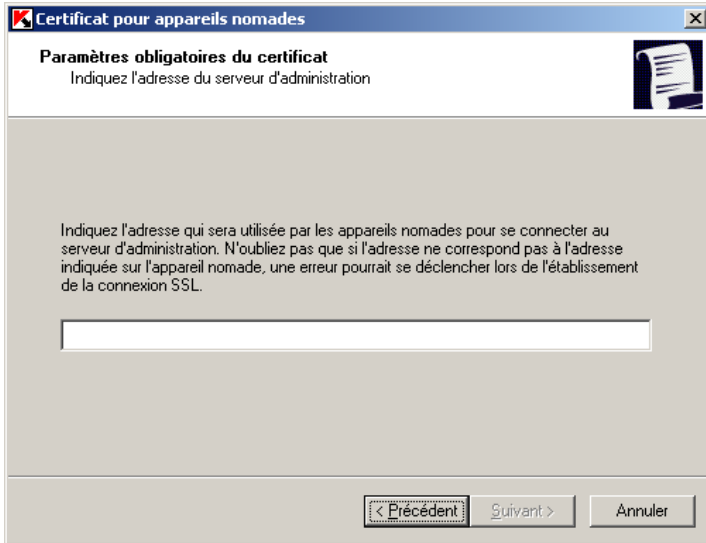 Certificat pour appareils nomades
Paramètres obligatoires du certificat
Indiquez l'adresse du serveur d'administration
Indiquez l'adresse qui sera utilisée par les appareils nomades pour se connecter au
serveur d'administration. N'oubliez pas que si l'adresse ne correspond pas à l'adresse
indiquée sur l'appareil nomade, une erreur pourrait se déclencher lors de l'établissement
de la connexion SSL.
< Précédent Suivant > Annuler